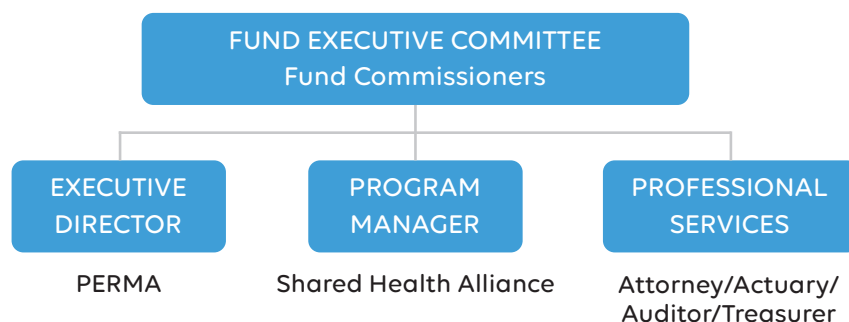 FUND EXECUTIVE COMMITTEE
Fund Commissioners
EXECUTIVE
DIRECTOR
PERMA
PROGRAM
MANAGER
Shared Health Alliance
PROFESSIONAL
SERVICES
Attorney/Actuary/
Auditor/Treasurer